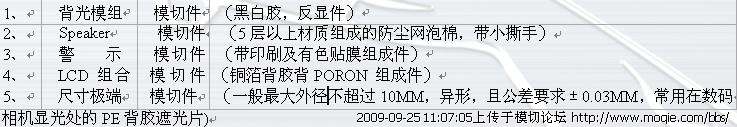 1、 背光模组 模切件 （黑白胶，反显件）
2、 Speaker 模切件 （5层以上材质组成的防尘网泡棉，带小撕手）
3、 警 示 模切件 （带印刷及有色贴膜组成件）
4、 LCD 组合 模切件 （铜箔背胶背 PORON 组成件）
5、 尺寸极端 模切件 （一般最大外径不超过 10MM，异形，且公差要求±0.03MM，常用在数码
相机显光处的 PE 背胶遮光片)
2009-09-25 11:07:05上传于模切论坛 http://www.moqie.com/bbs/